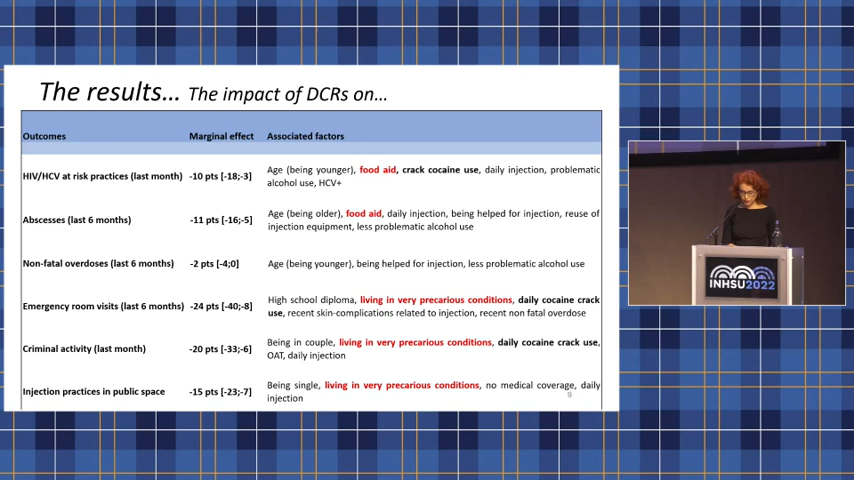 The results... The impact of DCRs on...
Outcomes Marginal effect Associated factors
HIV/HCV at risk practices (last month) -10 pts [-18;-3] Age (being younger), food aid, crack cocaine use, daily injection, problematic
alcohol use, HCV+
Abscesses (last 6 months) -11 pts [-16;-5] Age (being older), food aid, daily injection, being helped for injection, reuse of
injection equipment, less problematic alcohol use
Non-fatal overdoses (last 6 months) -2 pts [-4;0] Age (being younger), being helped for injection, less problematic alcohol use
Emergency room visits (last 6 months) -24 pts [-40;-8] High school diploma, living in very precarious conditions, daily cocaine crack
use, recent skin-complications related to injection, recent non fatal overdose
Criminal activity (last month) -20 pts [-33;-6] Being in couple, living in very precarious conditions, daily cocaine crack use,
OAT, daily injection
Injection practices in public space -15 pts [-23;-7] Being single, living in very precarious conditions, no medical coverage, daily
injection
9
INHSU2022